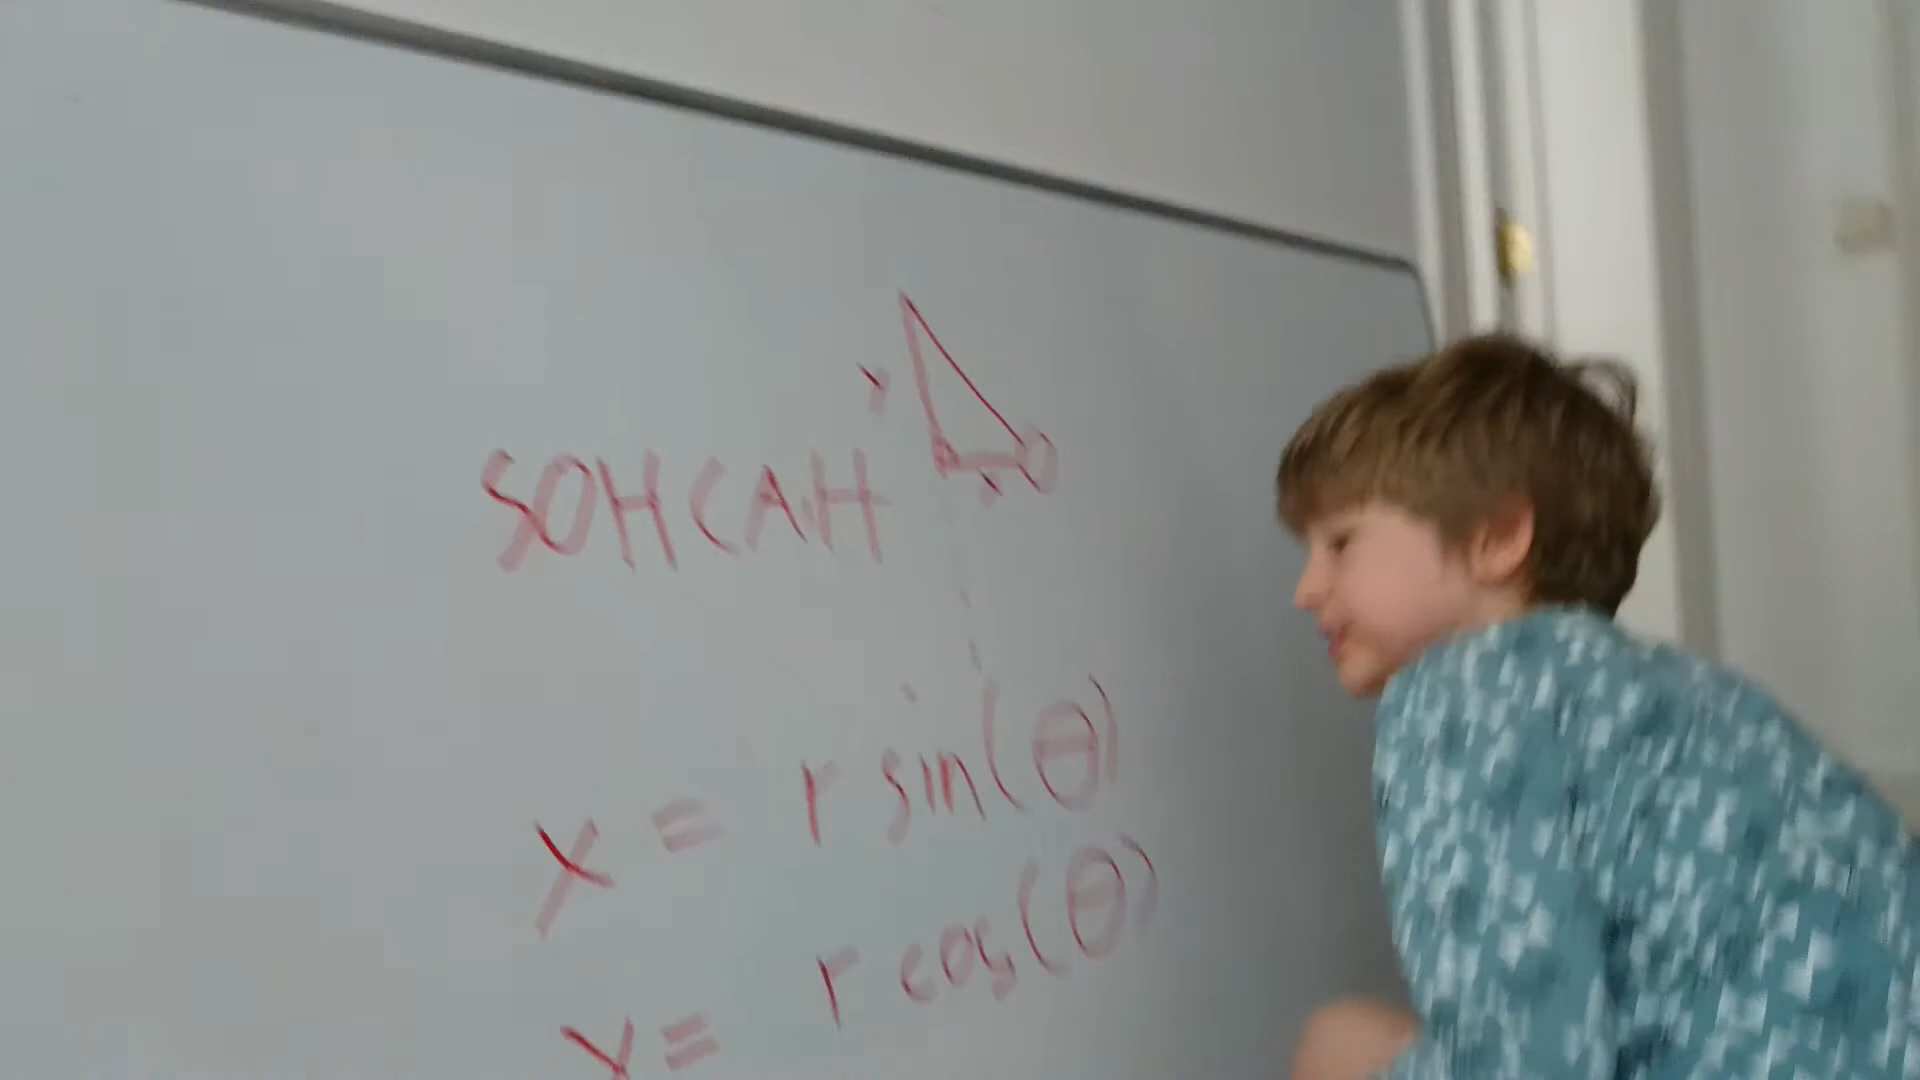 SOHCAH
x = r sin(θ)
y = r cos(θ)